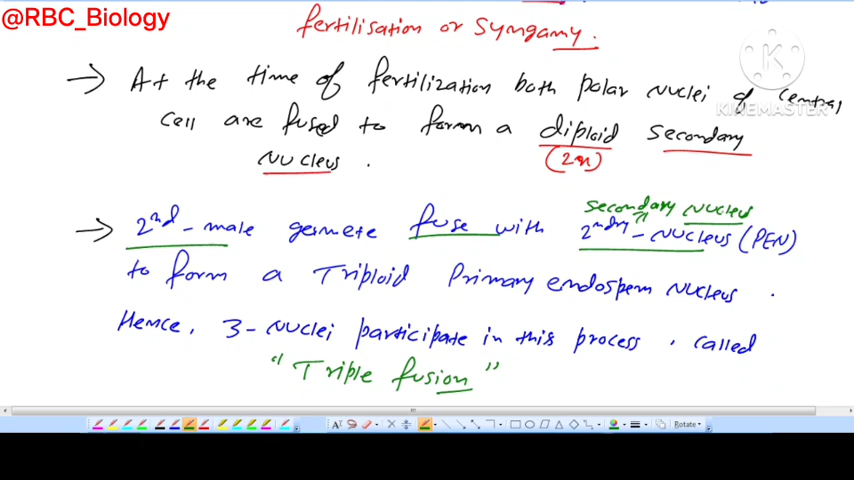 @RBC_Biology
fertilisation or Syngamy.
→ At the time of fertilization both polar nuclei of central
KINEMASTER
cell are fused to form a diploid secondary
nucleus . (2n)
secondary nucleus
→ 2nd - male gemete fuse with 2ndry - nucleus (PEN)
to form a Triploid Primary endosperm nucleus .
Hence, 3 - nuclei participate in this process . called
"Triple fusion"
Rotate